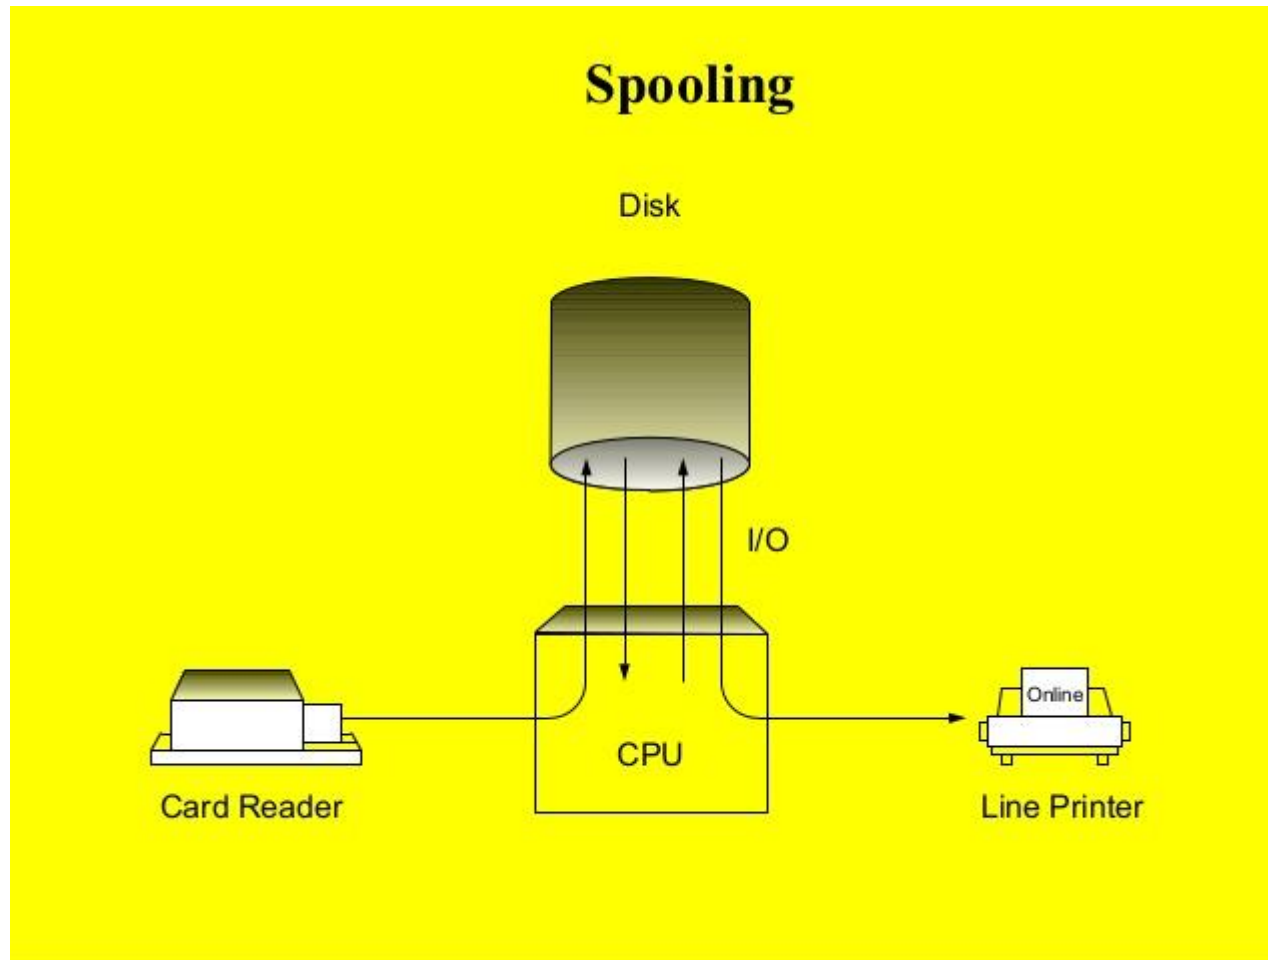 Spooling
Disk
I/O
Online
CPU
Card Reader
Line Printer